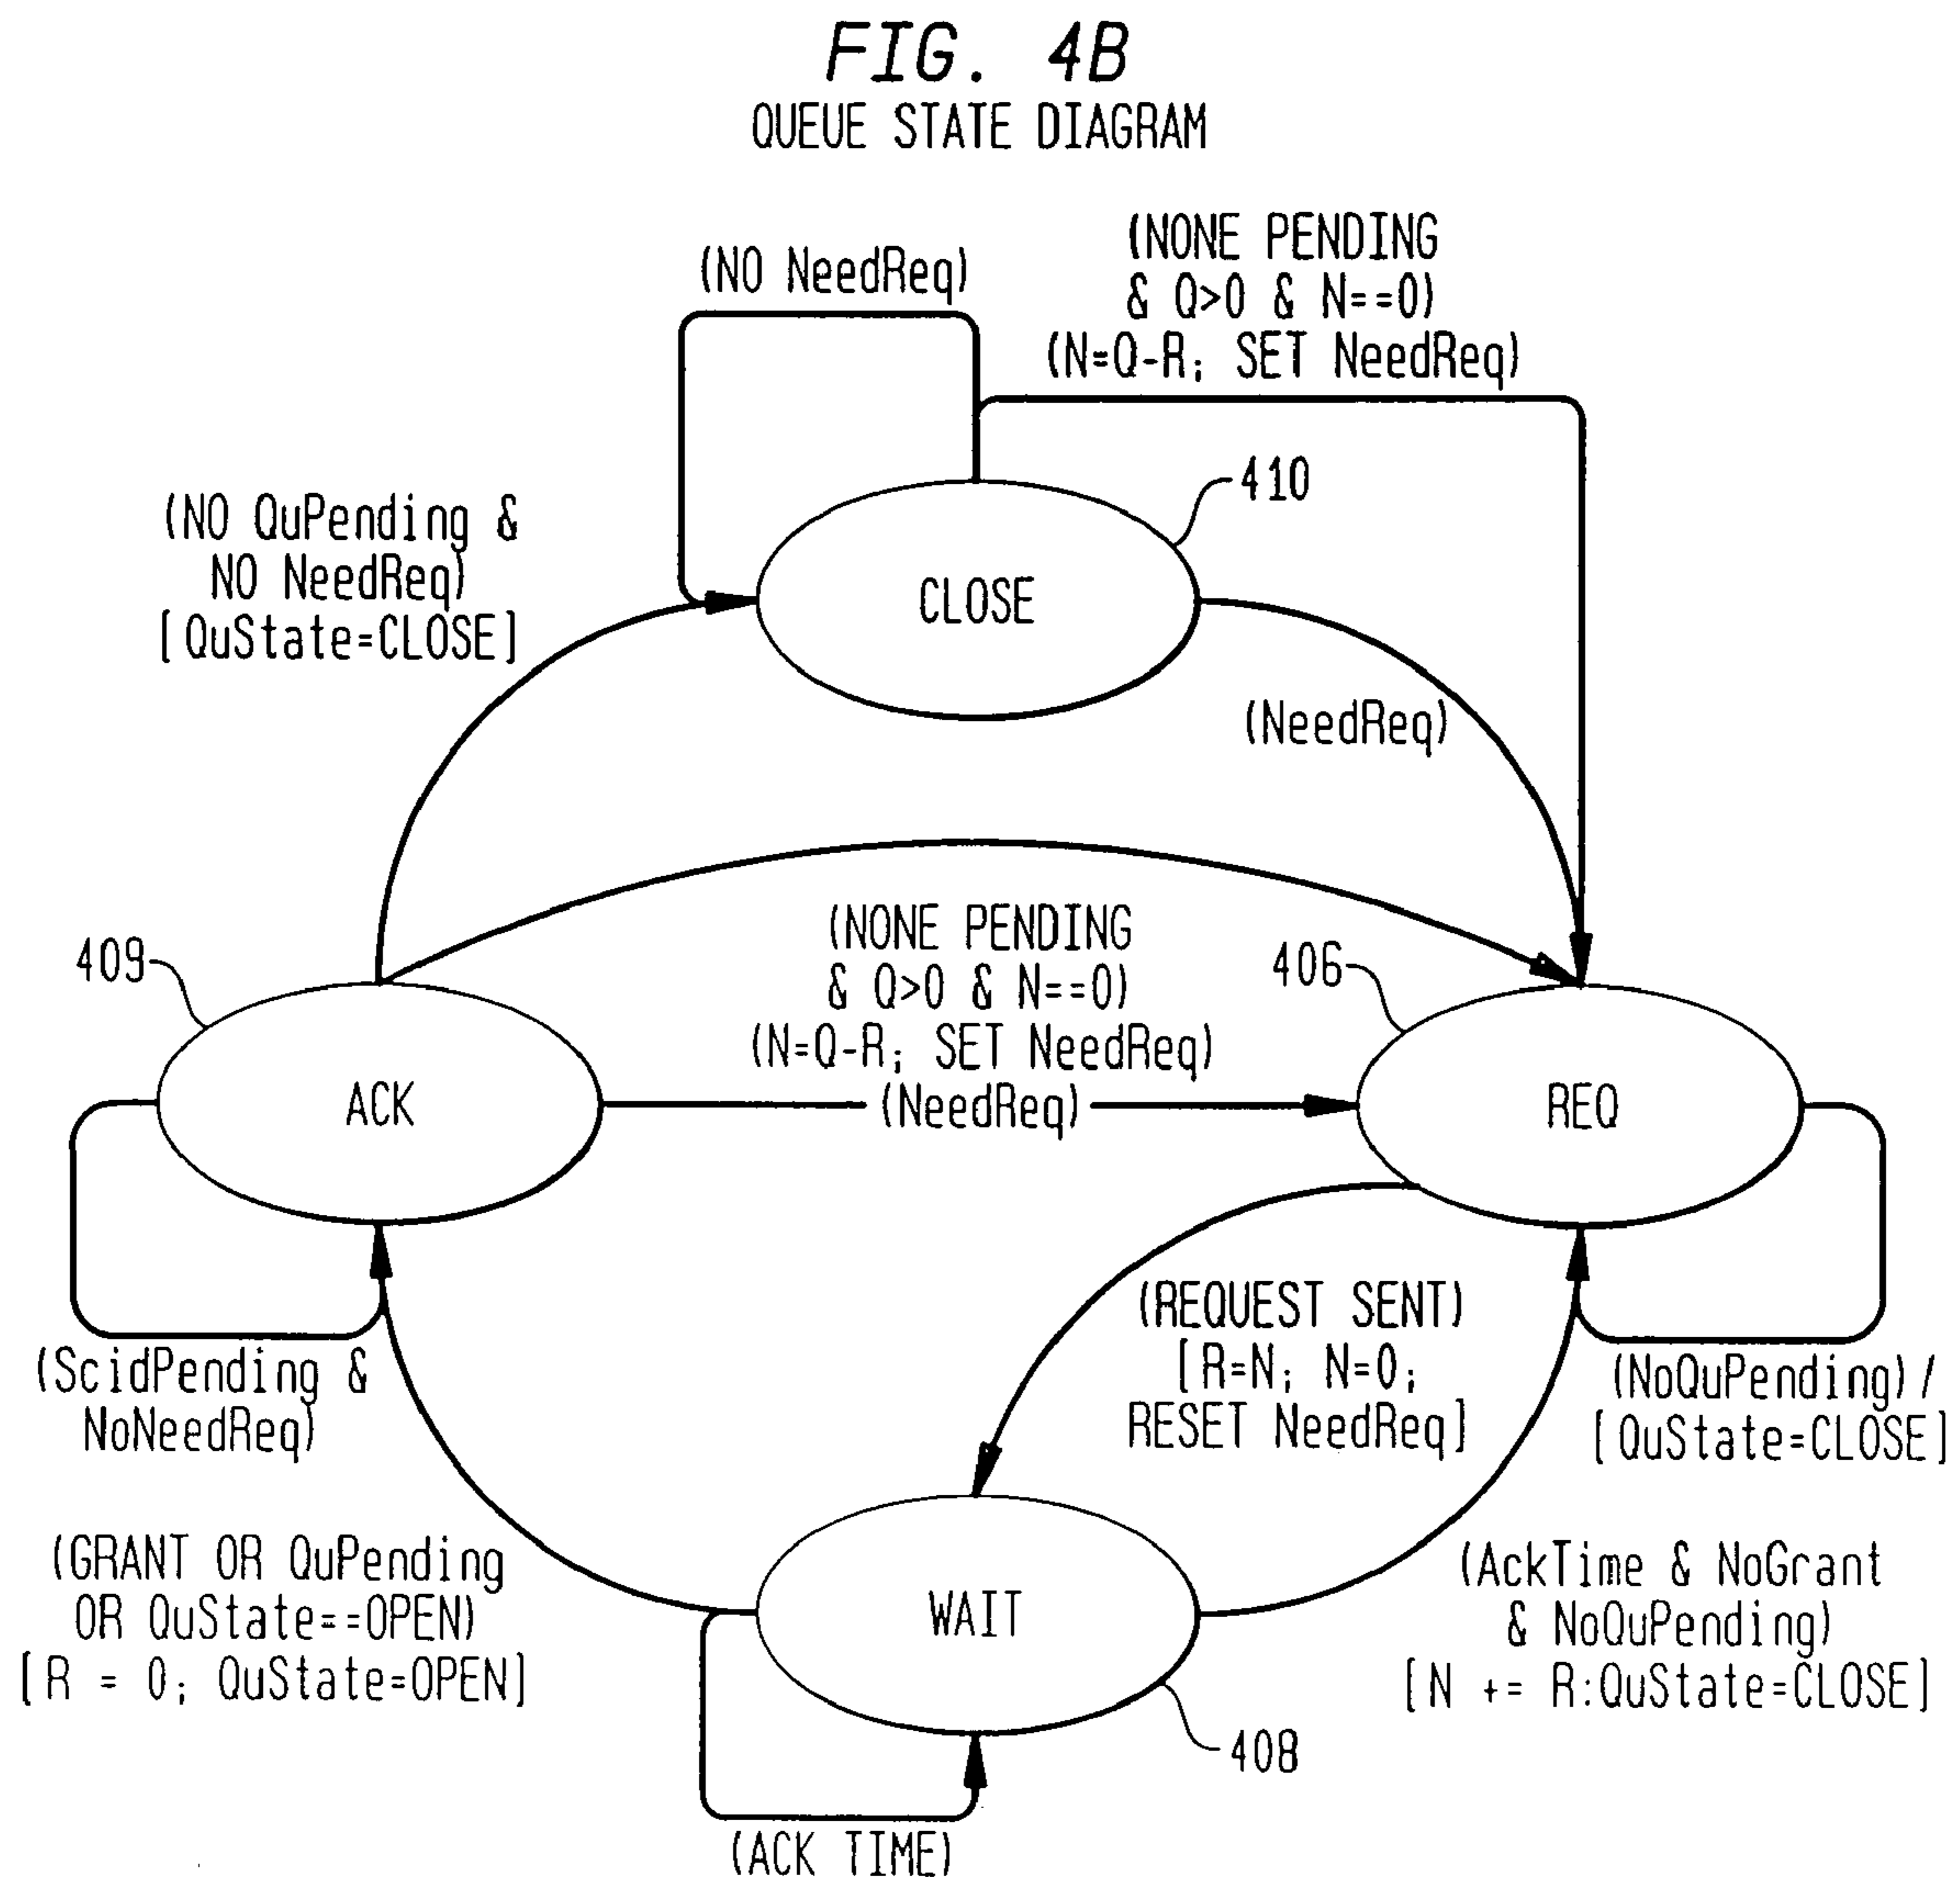 FIG. 4B
QUEUE STATE DIAGRAM
(NONE PENDING
& Q>0 & N==0)
(N=Q-R; SET NeedReq)
(NO NeedReq)
410
(NO QuPending &
NO NeedReq)
[QuState=CLOSE]
CLOSE
(NeedReq)
409
(NONE PENDING
& Q>0 & N==0)
(N=Q-R; SET NeedReq)
(NeedReq)
406
ACK
REQ
(REQUEST SENT)
[R=N; N=0;
RESET NeedReq]
(ScidPending &
NoNeedReq)
(NoQuPending)/
[QuState=CLOSE]
(GRANT OR QuPending
OR QuState==OPEN)
[R = 0; QuState=OPEN]
WAIT
(AckTime & NoGrant
& NoQuPending)
[N += R:QuState=CLOSE]
408
(ACK TIME)